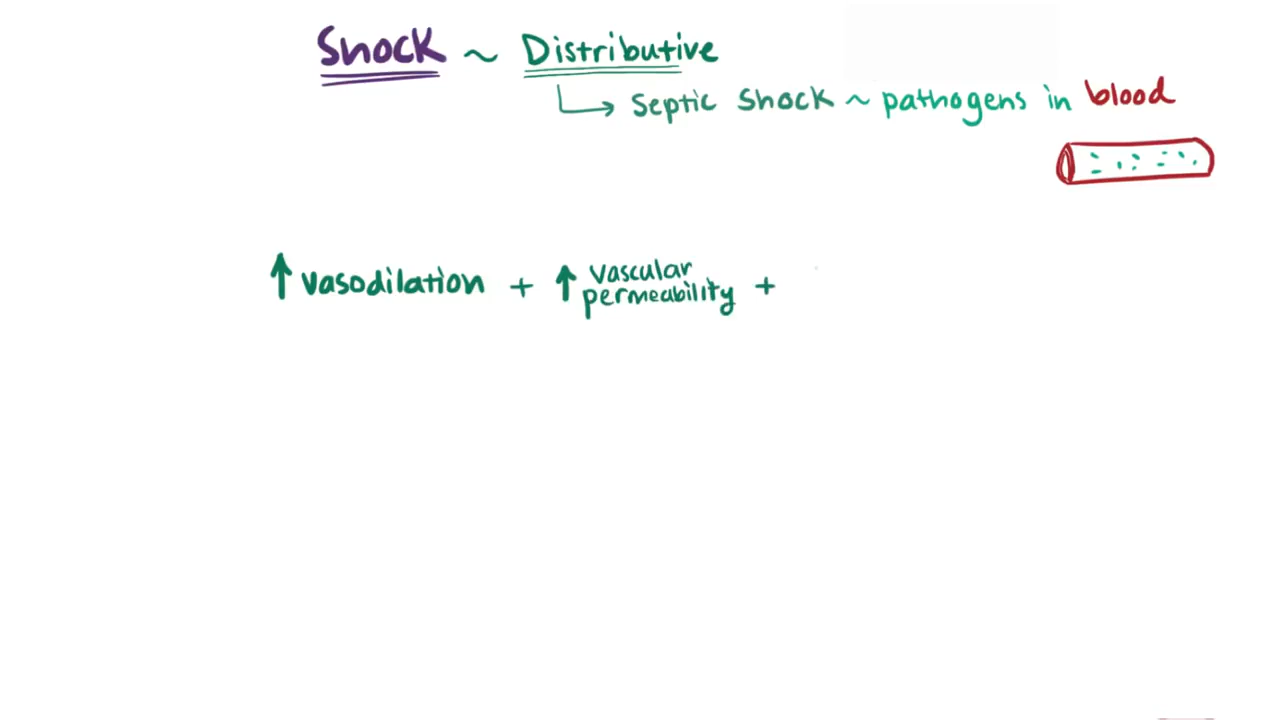 Shock ~ Distributive
↳ Septic Shock ~ pathogens in blood
↑ vasodilation + ↑ vascular permeability +